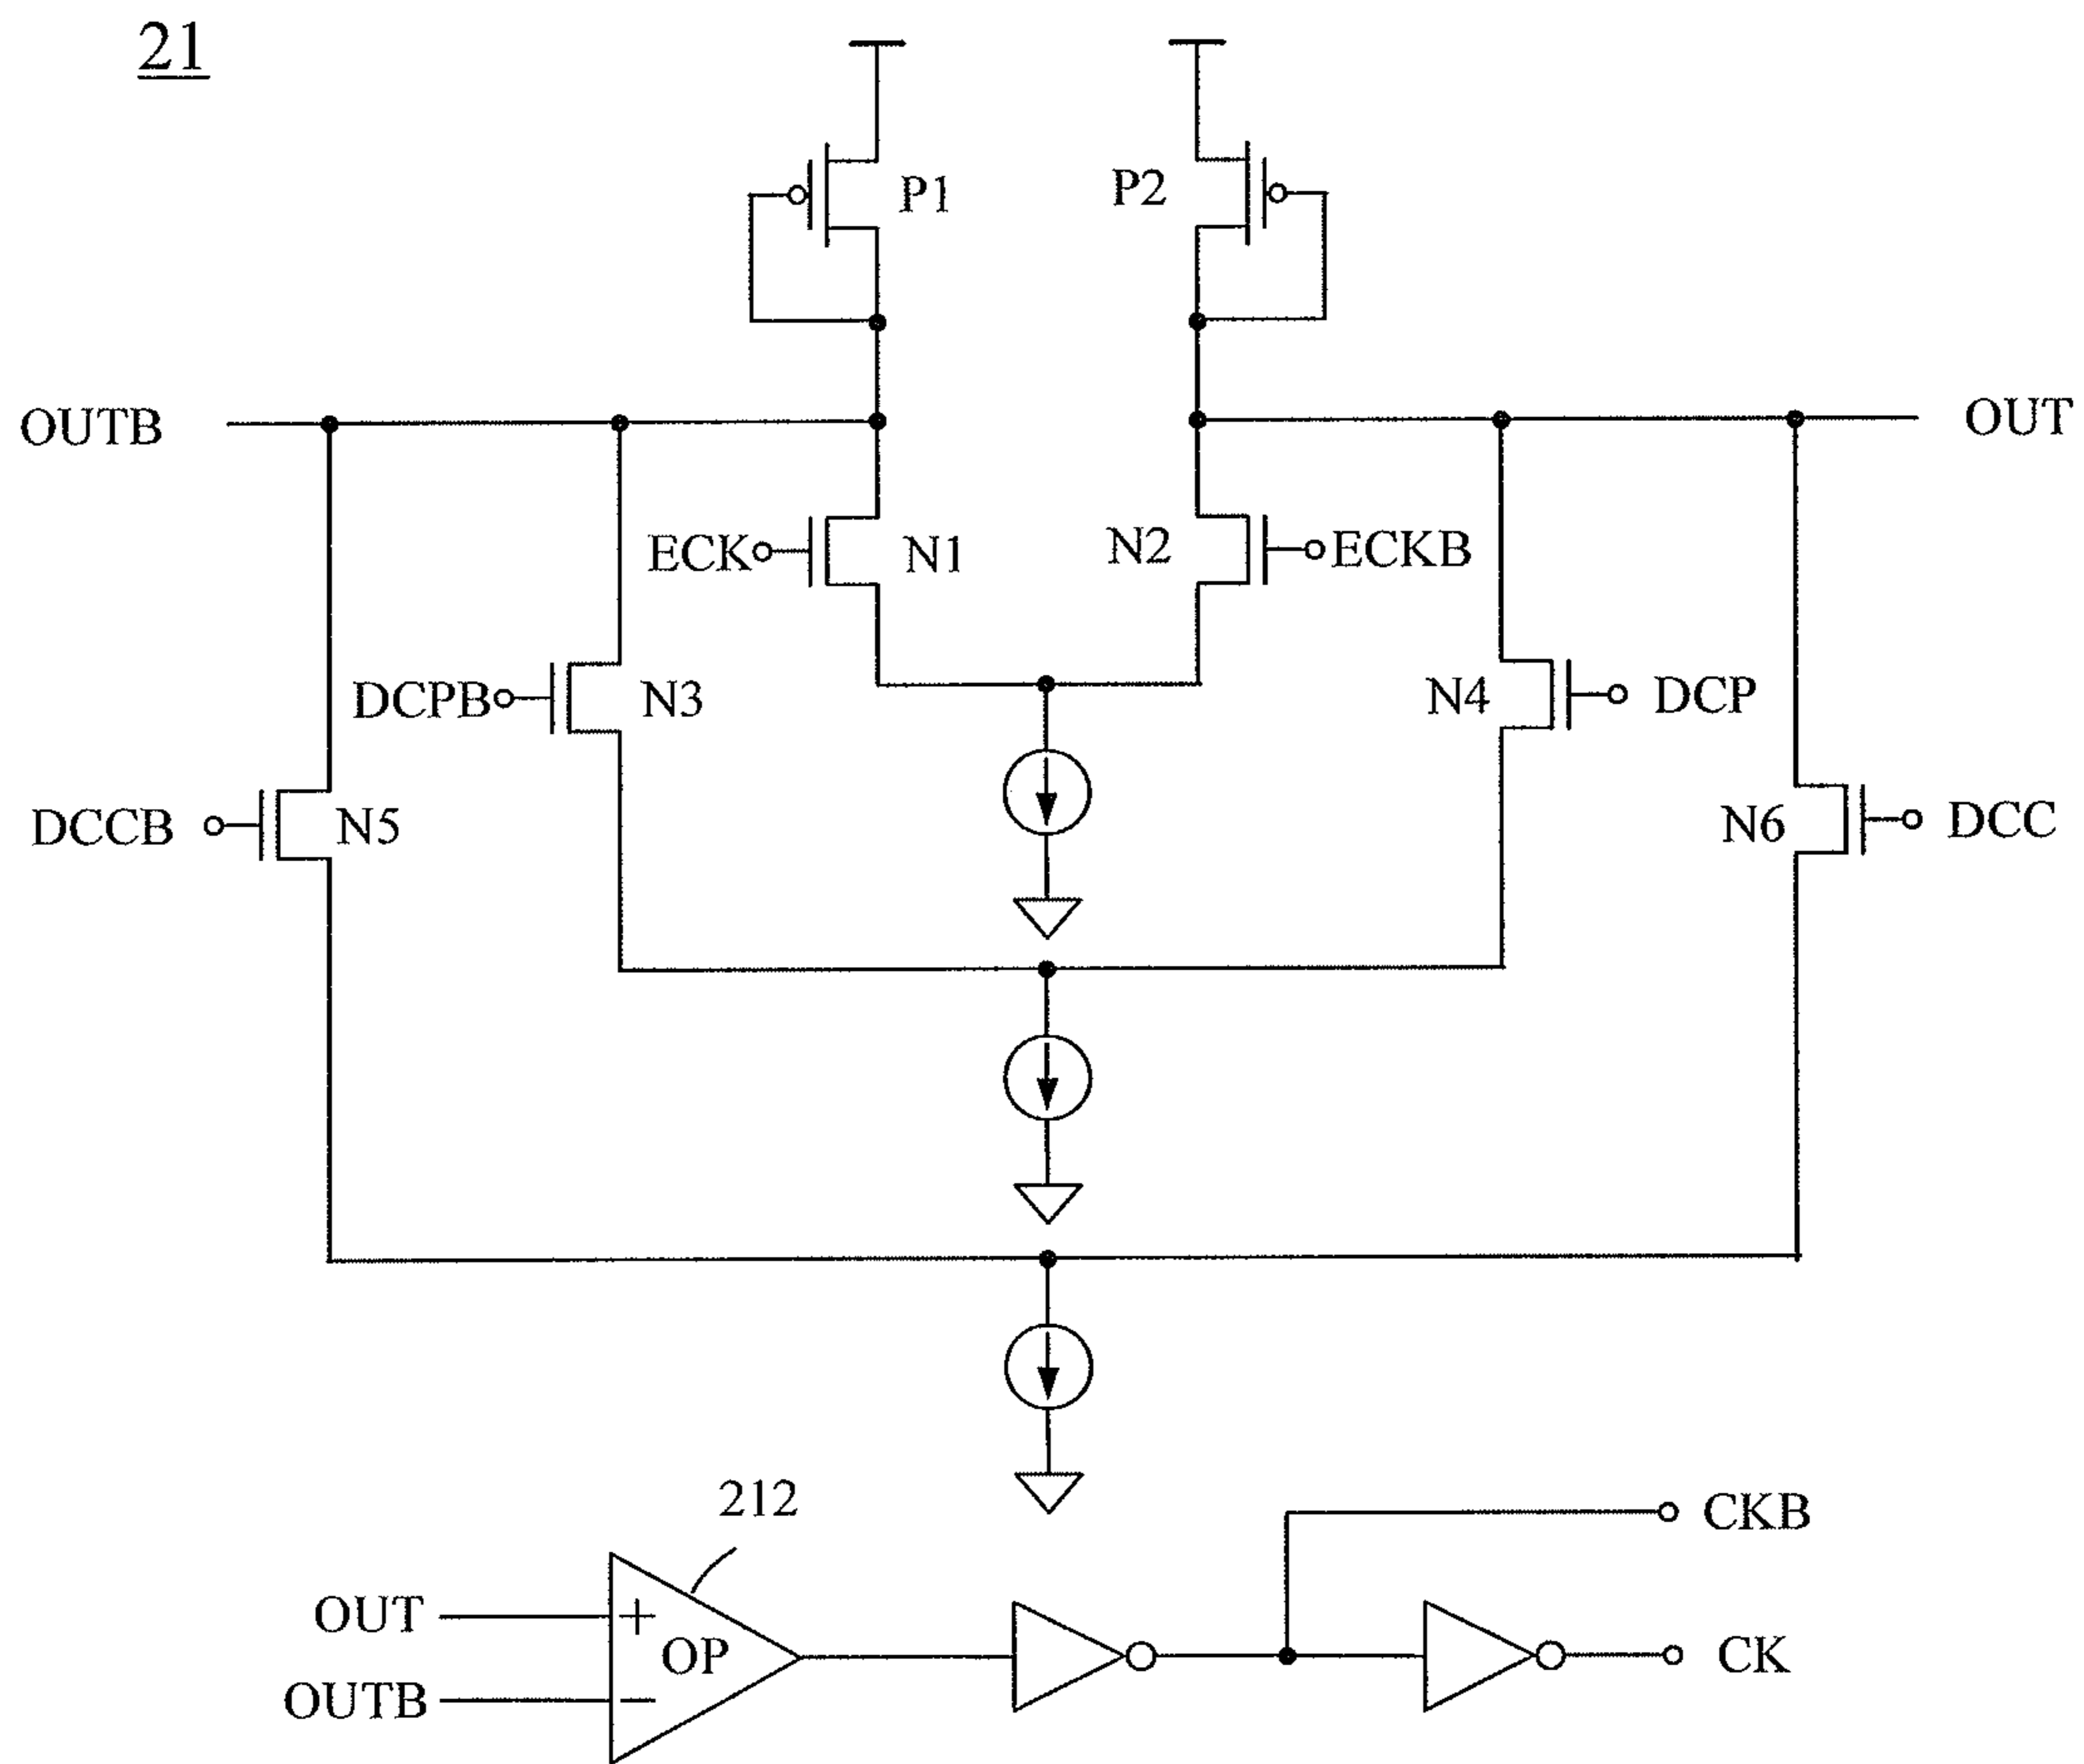 21
P1 P2
OUTB OUT
ECK N1 N2 ECKB
DCPB N3 N4 DCP
DCCB N5 N6 DCC
212
CKB
OUT + OP CK
OUTB −